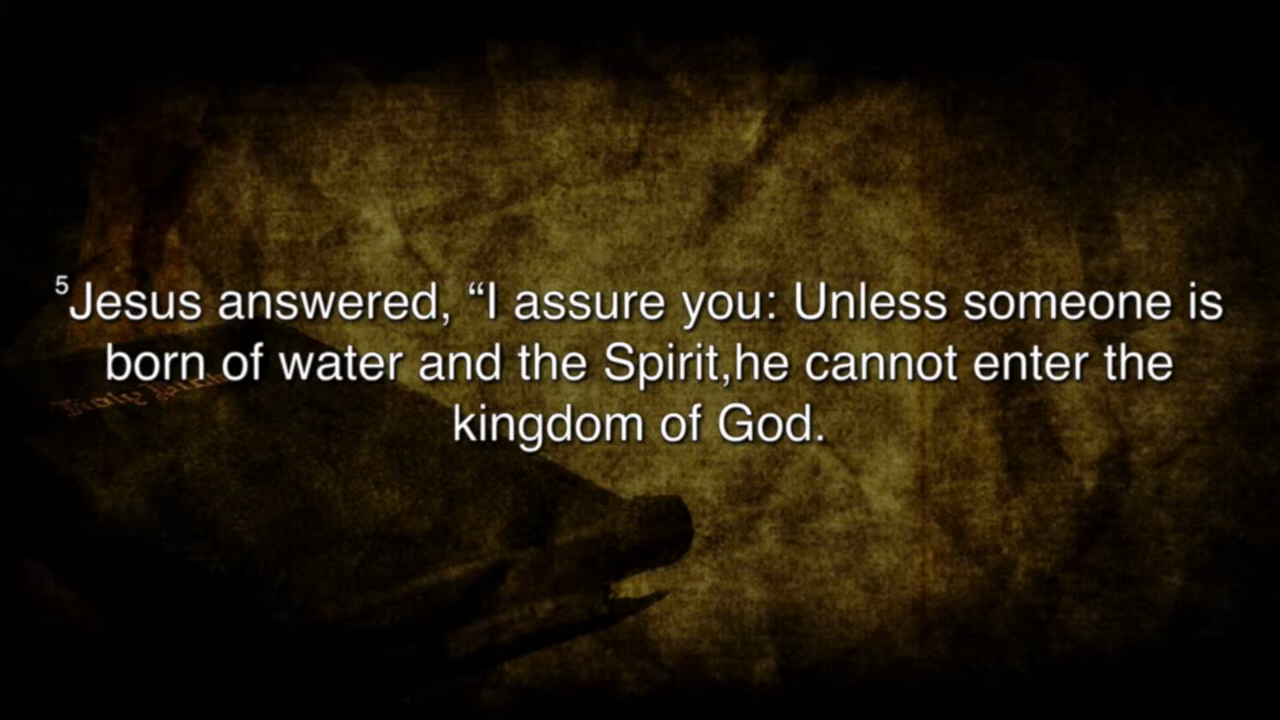 ⁵Jesus answered, “I assure you: Unless someone is
born of water and the Spirit,he cannot enter the
kingdom of God.